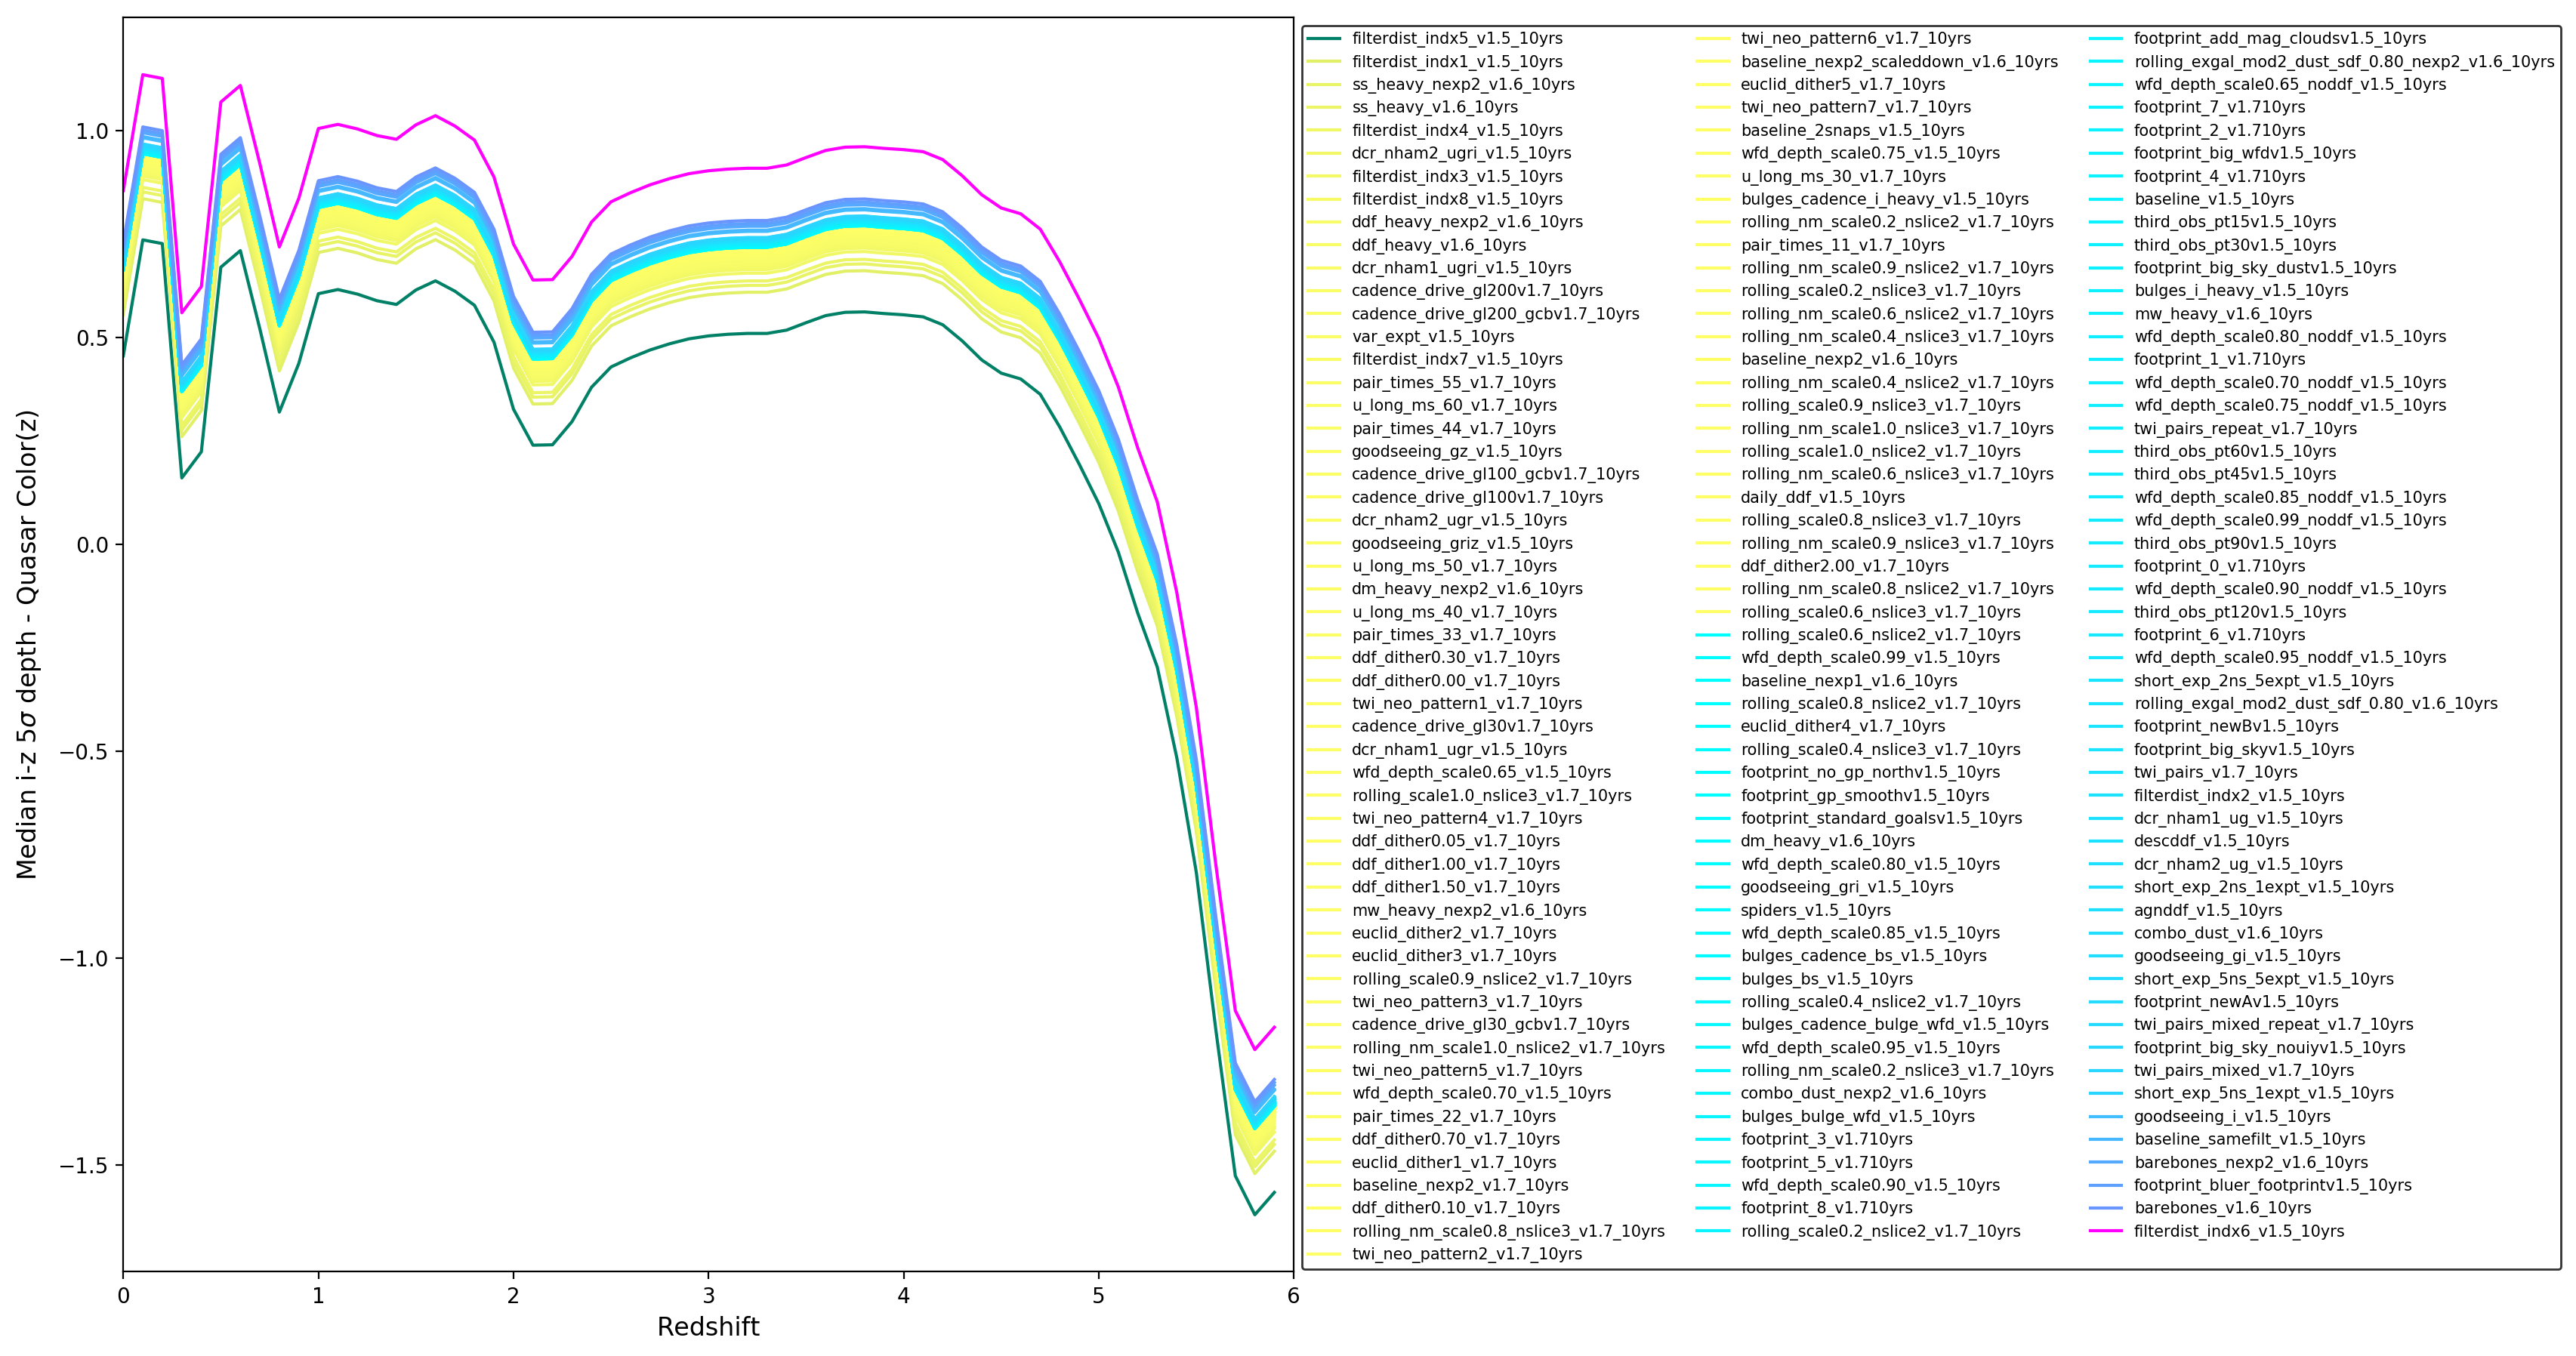 Median i-z 5σ depth - Quasar Color(z)
1.0
0.5
0.0
−0.5
−1.0
−1.5
0 1 2 3 4 5 6
Redshift
filterdist_indx5_v1.5_10yrs
filterdist_indx1_v1.5_10yrs
ss_heavy_nexp2_v1.6_10yrs
ss_heavy_v1.6_10yrs
filterdist_indx4_v1.5_10yrs
dcr_nham2_ugri_v1.5_10yrs
filterdist_indx3_v1.5_10yrs
filterdist_indx8_v1.5_10yrs
ddf_heavy_nexp2_v1.6_10yrs
ddf_heavy_v1.6_10yrs
dcr_nham1_ugri_v1.5_10yrs
cadence_drive_gl200v1.7_10yrs
cadence_drive_gl200_gcbv1.7_10yrs
var_expt_v1.5_10yrs
filterdist_indx7_v1.5_10yrs
pair_times_55_v1.7_10yrs
u_long_ms_60_v1.7_10yrs
pair_times_44_v1.7_10yrs
goodseeing_gz_v1.5_10yrs
cadence_drive_gl100_gcbv1.7_10yrs
cadence_drive_gl100v1.7_10yrs
dcr_nham2_ugr_v1.5_10yrs
goodseeing_griz_v1.5_10yrs
u_long_ms_50_v1.7_10yrs
dm_heavy_nexp2_v1.6_10yrs
u_long_ms_40_v1.7_10yrs
pair_times_33_v1.7_10yrs
ddf_dither0.30_v1.7_10yrs
ddf_dither0.00_v1.7_10yrs
twi_neo_pattern1_v1.7_10yrs
cadence_drive_gl30v1.7_10yrs
dcr_nham1_ugr_v1.5_10yrs
wfd_depth_scale0.65_v1.5_10yrs
rolling_scale1.0_nslice3_v1.7_10yrs
twi_neo_pattern4_v1.7_10yrs
ddf_dither0.05_v1.7_10yrs
ddf_dither1.00_v1.7_10yrs
ddf_dither1.50_v1.7_10yrs
mw_heavy_nexp2_v1.6_10yrs
euclid_dither2_v1.7_10yrs
euclid_dither3_v1.7_10yrs
rolling_scale0.9_nslice2_v1.7_10yrs
twi_neo_pattern3_v1.7_10yrs
cadence_drive_gl30_gcbv1.7_10yrs
rolling_nm_scale1.0_nslice2_v1.7_10yrs
twi_neo_pattern5_v1.7_10yrs
wfd_depth_scale0.70_v1.5_10yrs
pair_times_22_v1.7_10yrs
ddf_dither0.70_v1.7_10yrs
euclid_dither1_v1.7_10yrs
baseline_nexp2_v1.7_10yrs
ddf_dither0.10_v1.7_10yrs
rolling_nm_scale0.8_nslice3_v1.7_10yrs
twi_neo_pattern2_v1.7_10yrs
twi_neo_pattern6_v1.7_10yrs
baseline_nexp2_scaleddown_v1.6_10yrs
euclid_dither5_v1.7_10yrs
twi_neo_pattern7_v1.7_10yrs
baseline_2snaps_v1.5_10yrs
wfd_depth_scale0.75_v1.5_10yrs
u_long_ms_30_v1.7_10yrs
bulges_cadence_i_heavy_v1.5_10yrs
rolling_nm_scale0.2_nslice2_v1.7_10yrs
pair_times_11_v1.7_10yrs
rolling_nm_scale0.9_nslice2_v1.7_10yrs
rolling_scale0.2_nslice3_v1.7_10yrs
rolling_nm_scale0.6_nslice2_v1.7_10yrs
rolling_nm_scale0.4_nslice3_v1.7_10yrs
baseline_nexp2_v1.6_10yrs
rolling_nm_scale0.4_nslice2_v1.7_10yrs
rolling_scale0.9_nslice3_v1.7_10yrs
rolling_nm_scale1.0_nslice3_v1.7_10yrs
rolling_scale1.0_nslice2_v1.7_10yrs
rolling_nm_scale0.6_nslice3_v1.7_10yrs
daily_ddf_v1.5_10yrs
rolling_scale0.8_nslice3_v1.7_10yrs
rolling_nm_scale0.9_nslice3_v1.7_10yrs
ddf_dither2.00_v1.7_10yrs
rolling_nm_scale0.8_nslice2_v1.7_10yrs
rolling_scale0.6_nslice3_v1.7_10yrs
rolling_scale0.6_nslice2_v1.7_10yrs
wfd_depth_scale0.99_v1.5_10yrs
baseline_nexp1_v1.6_10yrs
rolling_scale0.8_nslice2_v1.7_10yrs
euclid_dither4_v1.7_10yrs
rolling_scale0.4_nslice3_v1.7_10yrs
footprint_no_gp_northv1.5_10yrs
footprint_gp_smoothv1.5_10yrs
footprint_standard_goalsv1.5_10yrs
dm_heavy_v1.6_10yrs
wfd_depth_scale0.80_v1.5_10yrs
goodseeing_gri_v1.5_10yrs
spiders_v1.5_10yrs
wfd_depth_scale0.85_v1.5_10yrs
bulges_cadence_bs_v1.5_10yrs
bulges_bs_v1.5_10yrs
rolling_scale0.4_nslice2_v1.7_10yrs
bulges_cadence_bulge_wfd_v1.5_10yrs
wfd_depth_scale0.95_v1.5_10yrs
rolling_nm_scale0.2_nslice3_v1.7_10yrs
combo_dust_nexp2_v1.6_10yrs
bulges_bulge_wfd_v1.5_10yrs
footprint_3_v1.710yrs
footprint_5_v1.710yrs
wfd_depth_scale0.90_v1.5_10yrs
footprint_8_v1.710yrs
rolling_scale0.2_nslice2_v1.7_10yrs
footprint_add_mag_cloudsv1.5_10yrs
rolling_exgal_mod2_dust_sdf_0.80_nexp2_v1.6_10yrs
wfd_depth_scale0.65_noddf_v1.5_10yrs
footprint_7_v1.710yrs
footprint_2_v1.710yrs
footprint_big_wfdv1.5_10yrs
footprint_4_v1.710yrs
baseline_v1.5_10yrs
third_obs_pt15v1.5_10yrs
third_obs_pt30v1.5_10yrs
footprint_big_sky_dustv1.5_10yrs
bulges_i_heavy_v1.5_10yrs
mw_heavy_v1.6_10yrs
wfd_depth_scale0.80_noddf_v1.5_10yrs
footprint_1_v1.710yrs
wfd_depth_scale0.70_noddf_v1.5_10yrs
wfd_depth_scale0.75_noddf_v1.5_10yrs
twi_pairs_repeat_v1.7_10yrs
third_obs_pt60v1.5_10yrs
third_obs_pt45v1.5_10yrs
wfd_depth_scale0.85_noddf_v1.5_10yrs
wfd_depth_scale0.99_noddf_v1.5_10yrs
third_obs_pt90v1.5_10yrs
footprint_0_v1.710yrs
wfd_depth_scale0.90_noddf_v1.5_10yrs
third_obs_pt120v1.5_10yrs
footprint_6_v1.710yrs
wfd_depth_scale0.95_noddf_v1.5_10yrs
short_exp_2ns_5expt_v1.5_10yrs
rolling_exgal_mod2_dust_sdf_0.80_v1.6_10yrs
footprint_newBv1.5_10yrs
footprint_big_skyv1.5_10yrs
twi_pairs_v1.7_10yrs
filterdist_indx2_v1.5_10yrs
dcr_nham1_ug_v1.5_10yrs
descddf_v1.5_10yrs
dcr_nham2_ug_v1.5_10yrs
short_exp_2ns_1expt_v1.5_10yrs
agnddf_v1.5_10yrs
combo_dust_v1.6_10yrs
goodseeing_gi_v1.5_10yrs
short_exp_5ns_5expt_v1.5_10yrs
footprint_newAv1.5_10yrs
twi_pairs_mixed_repeat_v1.7_10yrs
footprint_big_sky_nouiyv1.5_10yrs
twi_pairs_mixed_v1.7_10yrs
short_exp_5ns_1expt_v1.5_10yrs
goodseeing_i_v1.5_10yrs
baseline_samefilt_v1.5_10yrs
barebones_nexp2_v1.6_10yrs
footprint_bluer_footprintv1.5_10yrs
barebones_v1.6_10yrs
filterdist_indx6_v1.5_10yrs